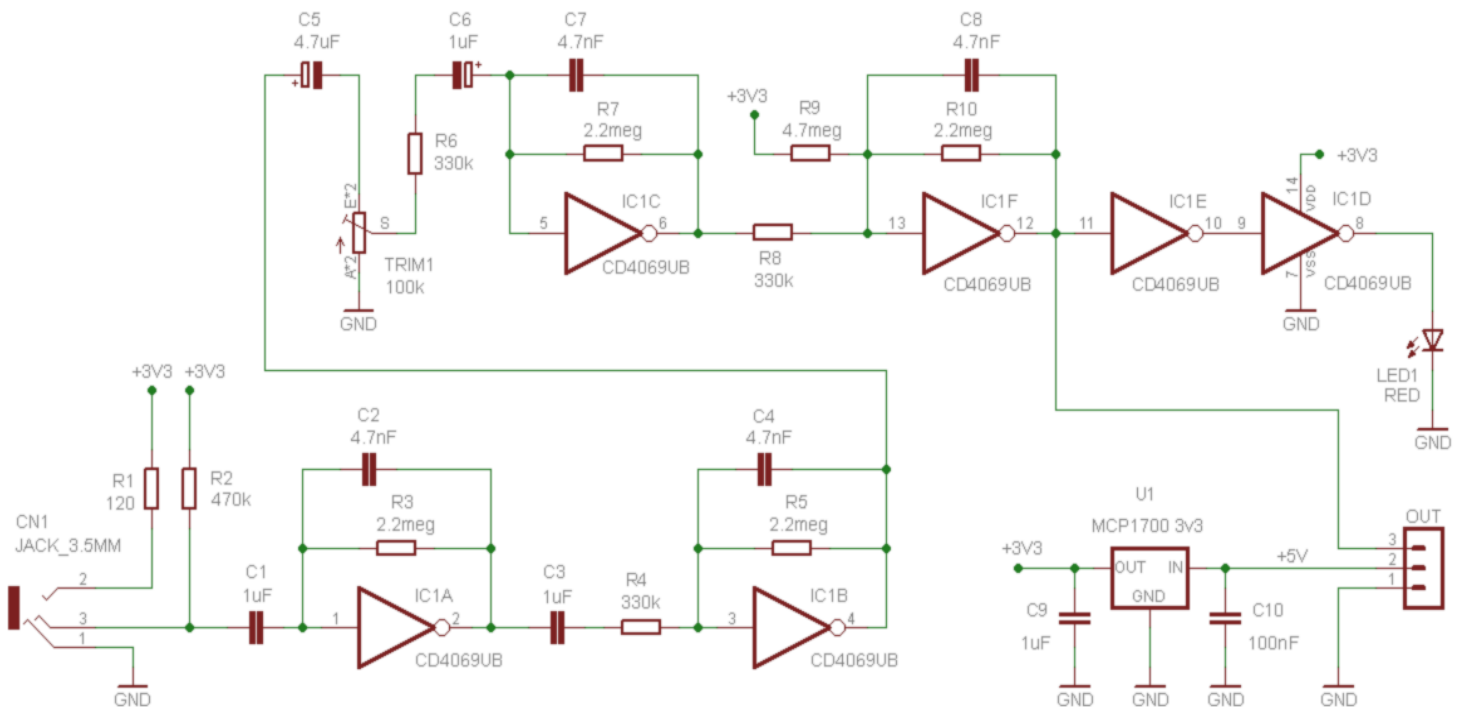 C5
4.7uF
C6
1uF
C7
4.7nF
C8
4.7nF
+
+
R6
330k
R7
2.2meg
+3V3
R9
4.7meg
R10
2.2meg
+3V3
E*2
S
A*2
TRIM1
100k
GND
5
IC1C
6
CD4069UB
R8
330k
13
IC1F
12
CD4069UB
11
IC1E
10
CD4069UB
9
14
VDD
IC1D
8
7
VSS
CD4069UB
GND
LED1
RED
GND
+3V3
+3V3
R1
120
R2
470k
CN1
JACK_3.5MM
2
3
1
GND
C1
1uF
C2
4.7nF
R3
2.2meg
1
IC1A
2
CD4069UB
C3
1uF
R4
330k
C4
4.7nF
R5
2.2meg
3
IC1B
4
CD4069UB
U1
MCP1700 3v3
+3V3
OUT
IN
GND
+5V
C9
1uF
C10
100nF
GND
GND
GND
GND
OUT
3
2
1